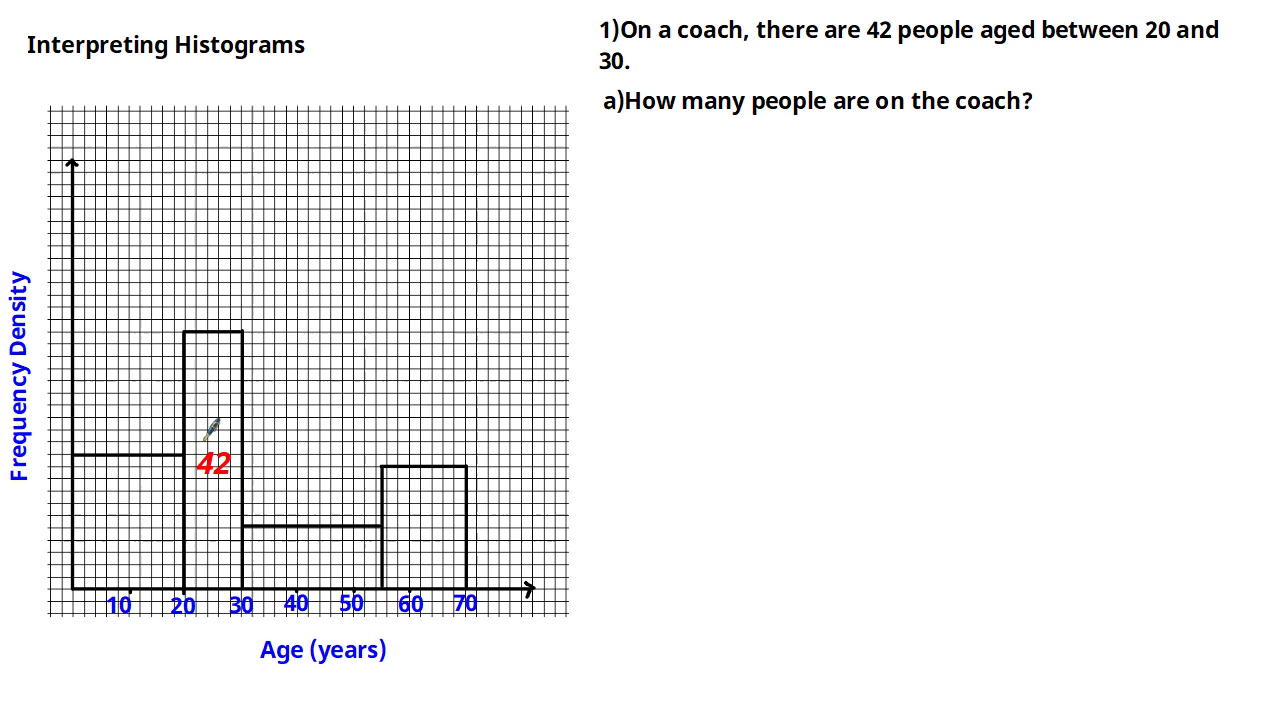 Interpreting Histograms
1)On a coach, there are 42 people aged between 20 and
30.
a)How many people are on the coach?
Frequency Density
42
10 20 30 40 50 60 70
Age (years)